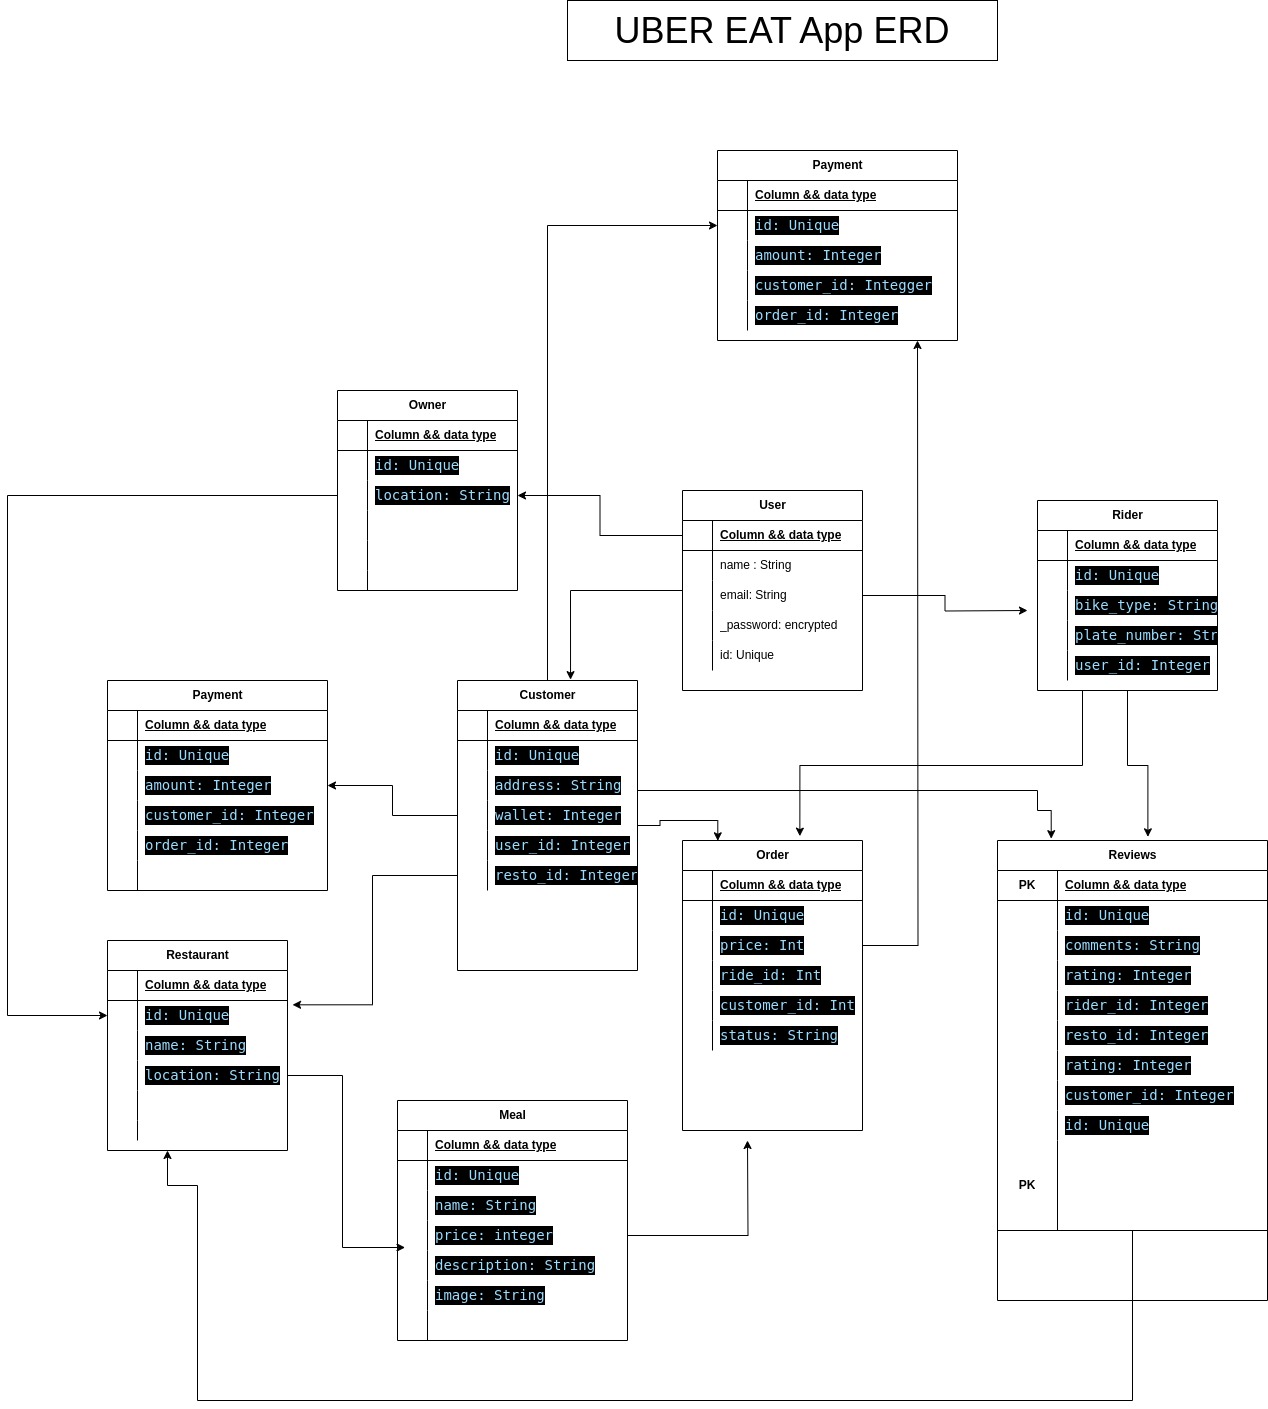 UBER EAT App ERD
Payment
Column && data type
id: Unique
amount: Integer
customer_id: Integger
order_id: Integer
Owner
Column && data type
id: Unique
location: String
User
Column && data type
name : String
email: String
_password: encrypted
id: Unique
Rider
Column && data type
id: Unique
bike_type: String
plate_number: Str
user_id: Integer
Payment
Column && data type
id: Unique
amount: Integer
customer_id: Integer
order_id: Integer
Customer
Column && data type
id: Unique
address: String
wallet: Integer
user_id: Integer
resto_id: Integer
Order
Column && data type
id: Unique
price: Int
ride_id: Int
customer_id: Int
status: String
Reviews
PK Column && data type
id: Unique
comments: String
rating: Integer
rider_id: Integer
resto_id: Integer
rating: Integer
customer_id: Integer
id: Unique
PK
Restaurant
Column && data type
id: Unique
name: String
location: String
Meal
Column && data type
id: Unique
name: String
price: integer
description: String
image: String